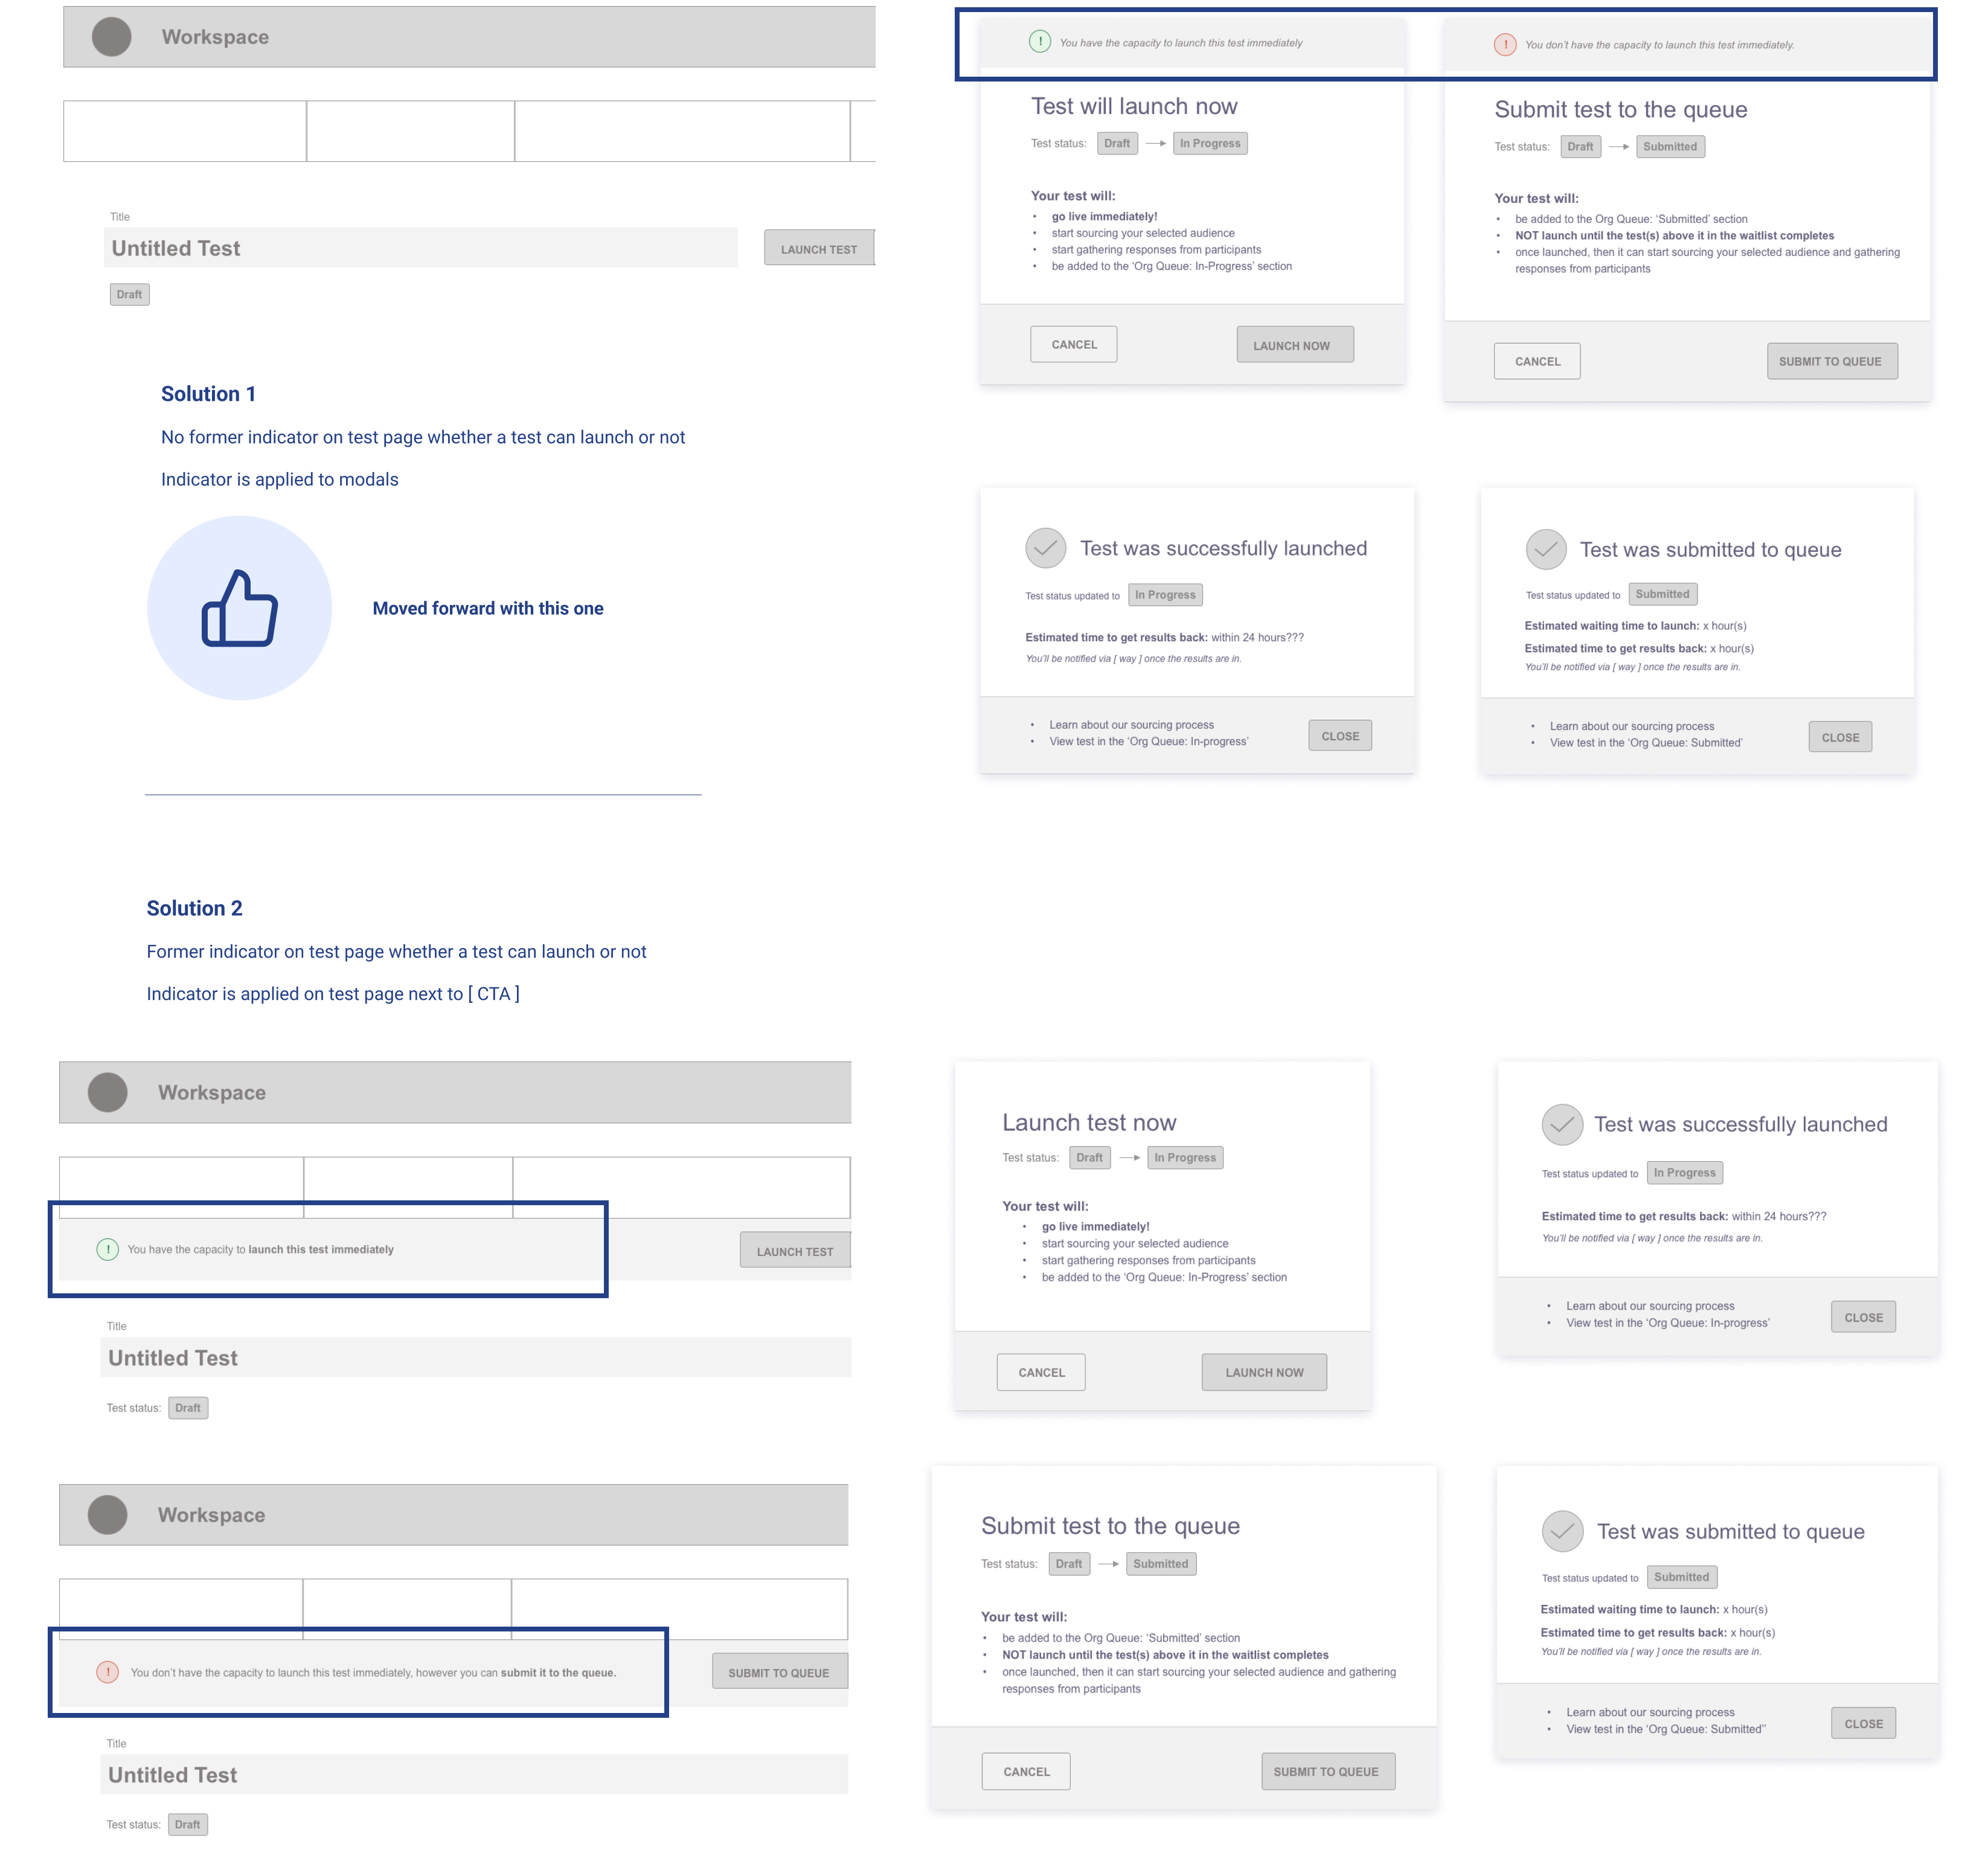 Workspace
Title
Untitled Test
LAUNCH TEST
Draft
Solution 1
No former indicator on test page whether a test can launch or not
Indicator is applied to modals
Moved forward with this one
! You have the capacity to launch this test immediately
Test will launch now
Test status: Draft → In Progress
Your test will:
• go live immediately!
• start sourcing your selected audience
• start gathering responses from participants
• be added to the ‘Org Queue: In-Progress’ section
CANCEL
LAUNCH NOW
! You don’t have the capacity to launch this test immediately.
Submit test to the queue
Test status: Draft → Submitted
Your test will:
• be added to the Org Queue: ‘Submitted’ section
• NOT launch until the test(s) above it in the waitlist completes
• once launched, then it can start sourcing your selected audience and gathering
responses from participants
CANCEL
SUBMIT TO QUEUE
Test was successfully launched
Test status updated to In Progress
Estimated time to get results back: within 24 hours???
You’ll be notified via [ way ] once the results are in.
• Learn about our sourcing process
• View test in the ‘Org Queue: In-progress’
CLOSE
Test was submitted to queue
Test status updated to Submitted
Estimated waiting time to launch: x hour(s)
Estimated time to get results back: x hour(s)
You’ll be notified via [ way ] once the results are in.
• Learn about our sourcing process
• View test in the ‘Org Queue: Submitted’
CLOSE
Solution 2
Former indicator on test page whether a test can launch or not
Indicator is applied on test page next to [ CTA ]
Workspace
! You have the capacity to launch this test immediately
LAUNCH TEST
Title
Untitled Test
Test status: Draft
Launch test now
Test status: Draft → In Progress
Your test will:
• go live immediately!
• start sourcing your selected audience
• start gathering responses from participants
• be added to the ‘Org Queue: In-Progress’ section
CANCEL
LAUNCH NOW
Test was successfully launched
Test status updated to In Progress
Estimated time to get results back: within 24 hours???
You’ll be notified via [ way ] once the results are in.
• Learn about our sourcing process
• View test in the ‘Org Queue: In-progress’
CLOSE
Workspace
! You don’t have the capacity to launch this test immediately, however you can submit it to the queue.
SUBMIT TO QUEUE
Title
Untitled Test
Test status: Draft
Submit test to the queue
Test status: Draft → Submitted
Your test will:
• be added to the Org Queue: ‘Submitted’ section
• NOT launch until the test(s) above it in the waitlist completes
• once launched, then it can start sourcing your selected audience and gathering
responses from participants
CANCEL
SUBMIT TO QUEUE
Test was submitted to queue
Test status updated to Submitted
Estimated waiting time to launch: x hour(s)
Estimated time to get results back: x hour(s)
You’ll be notified via [ way ] once the results are in.
• Learn about our sourcing process
• View test in the ‘Org Queue: Submitted’’
CLOSE